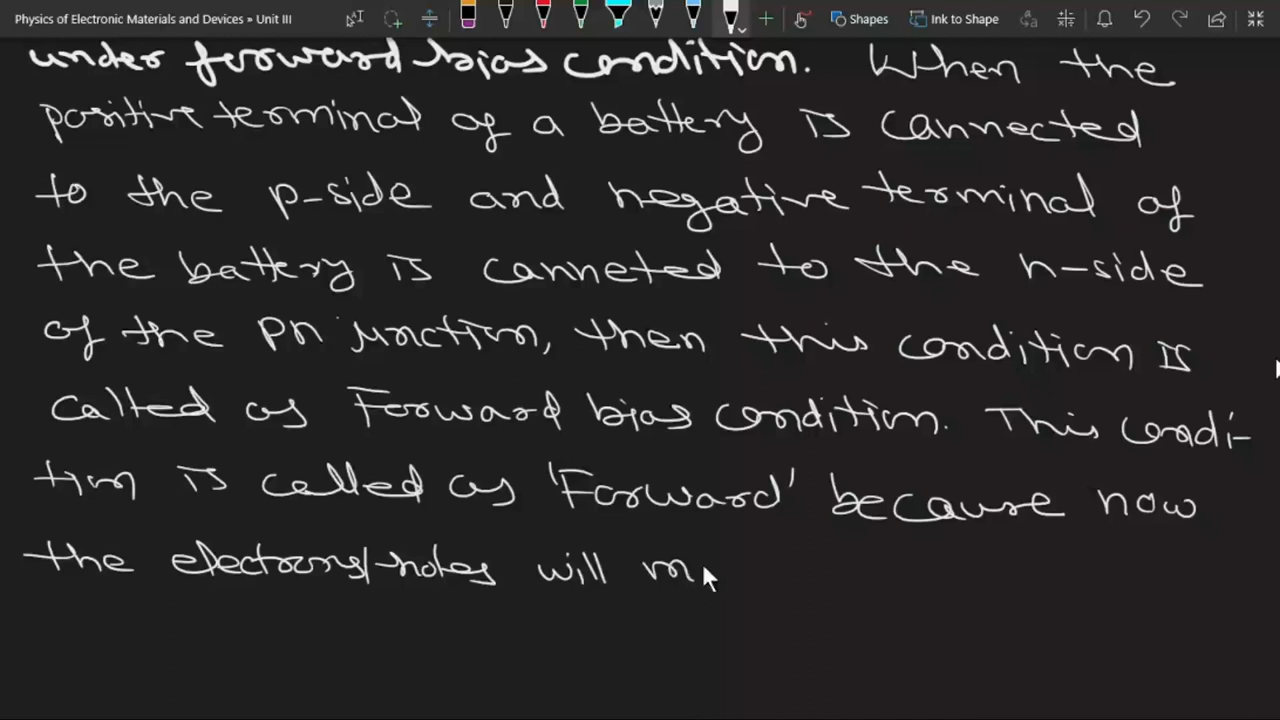 Physics of Electronic Materials and Devices » Unit III
Shapes
Ink to Shape
under forward bias condition. When the
positive terminal of a battery is connected
to the p-side and negative terminal of
the battery is conneted to the n-side
of the pn junction, then this condition is
called as Forward bias condition. This condi-
tion is called as 'Forward' because now
the electrons/holes will m